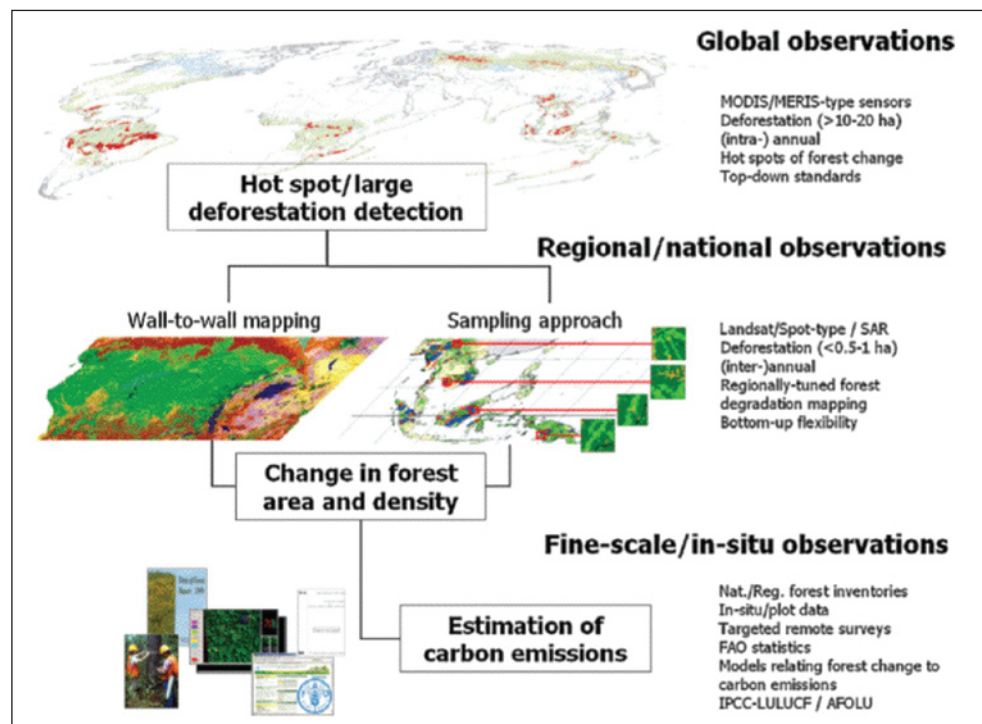 Global observations
MODIS/MERIS-type sensors
Deforestation (>10-20 ha)
(intra-) annual
Hot spots of forest change
Top-down standards
Hot spot/large
deforestation detection
Regional/national observations
Wall-to-wall mapping
Sampling approach
Landsat/Spot-type / SAR
Deforestation (<0.5-1 ha)
(inter-)annual
Regionally-tuned forest
degradation mapping
Bottom-up flexibility
Change in forest
area and density
Fine-scale/in-situ observations
Nat./Reg. forest inventories
In-situ/plot data
Targeted remote surveys
FAO statistics
Models relating forest change to
carbon emissions
IPCC-LULUCF / AFOLU
Estimation of
carbon emissions